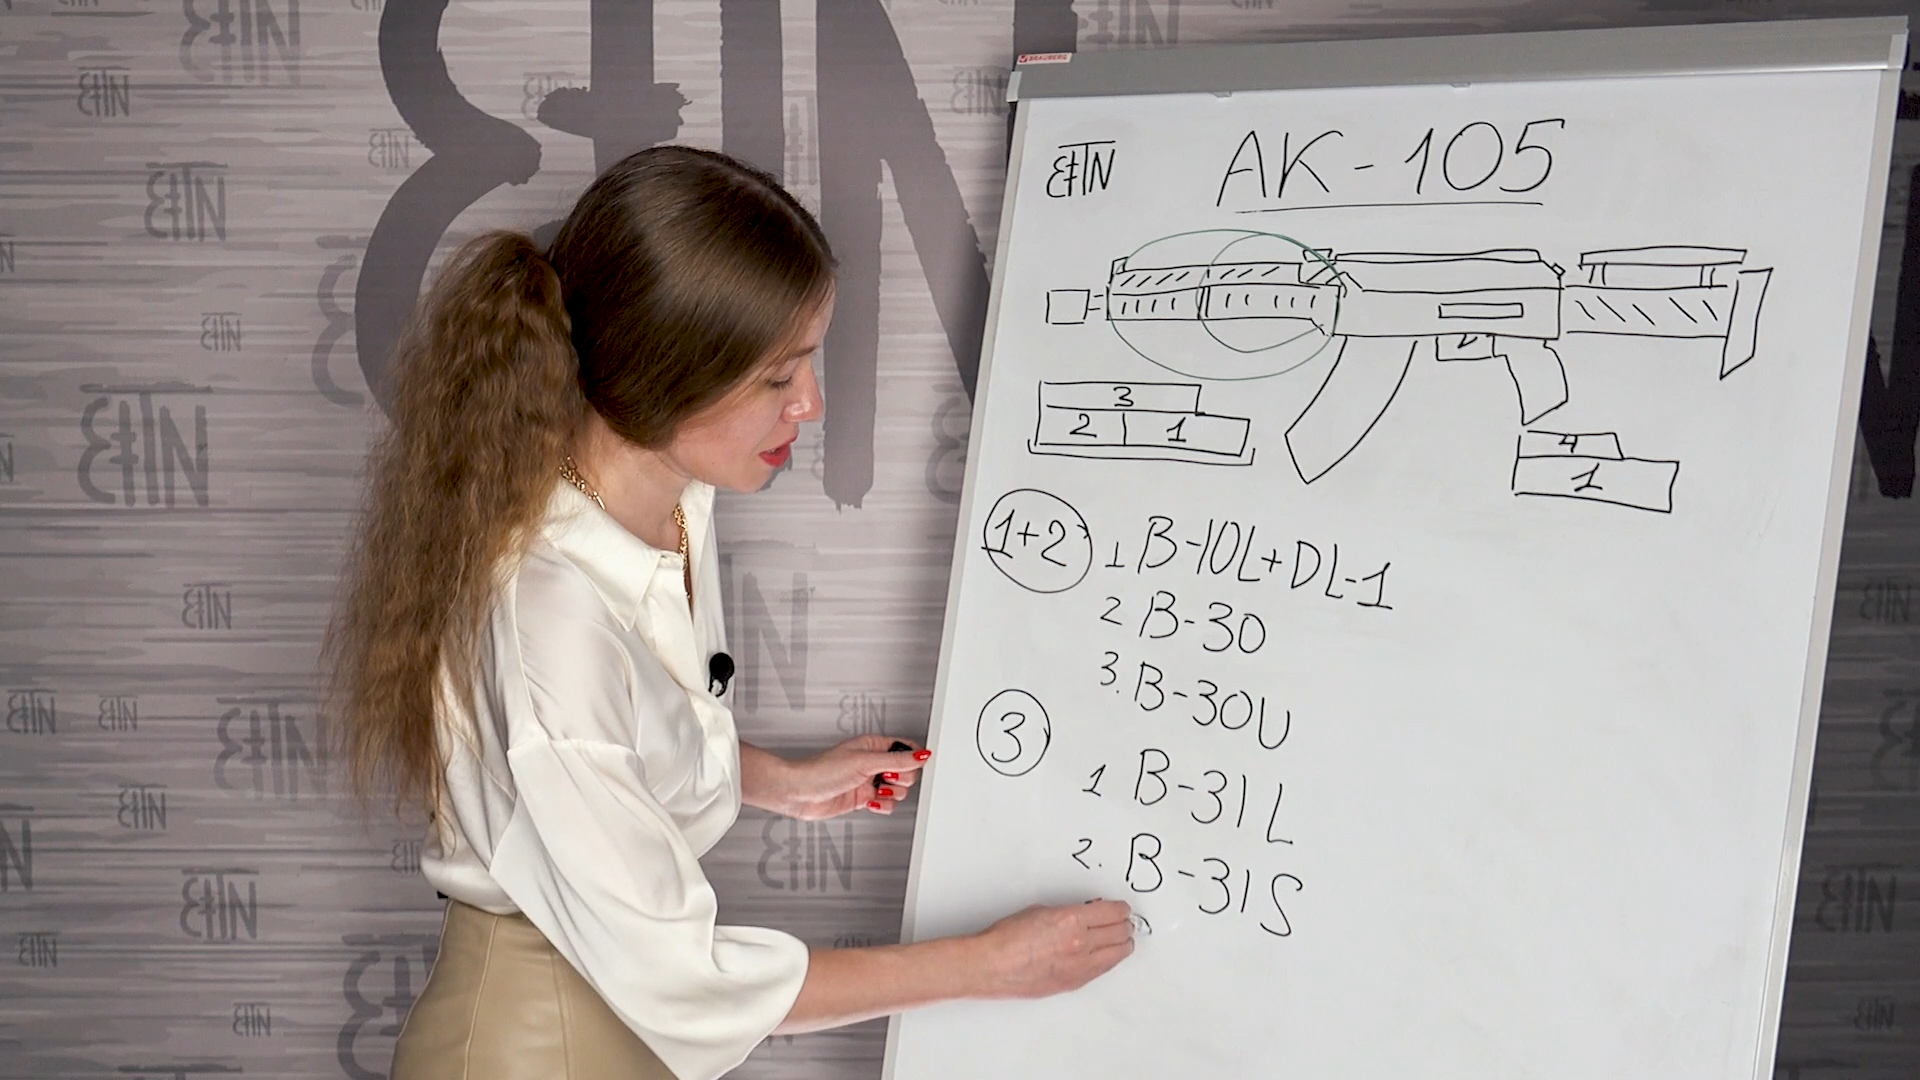 BRAUBERG
AK-105
3
2 1
4
1
1+2 1 B-10L+DL-1
2 B-30
3. B-30U
3
1 B-31L
2. B-31S